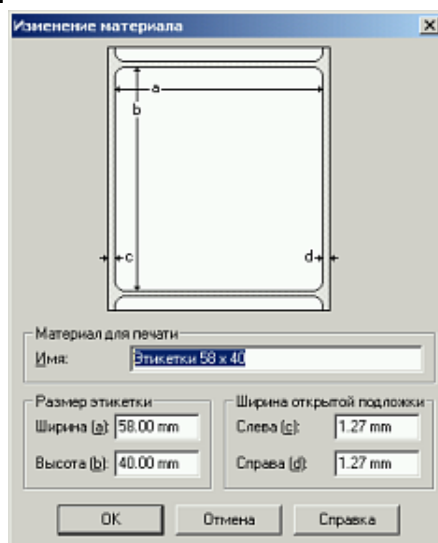 Изменение материала
a
b
c
d
Материал для печати
Имя: Этикетки 58 x 40
Размер этикетки
Ширина (a): 58.00 mm
Высота (b): 40.00 mm
Ширина открытой подложки
Слева (c): 1.27 mm
Справа (d): 1.27 mm
OK Отмена Справка